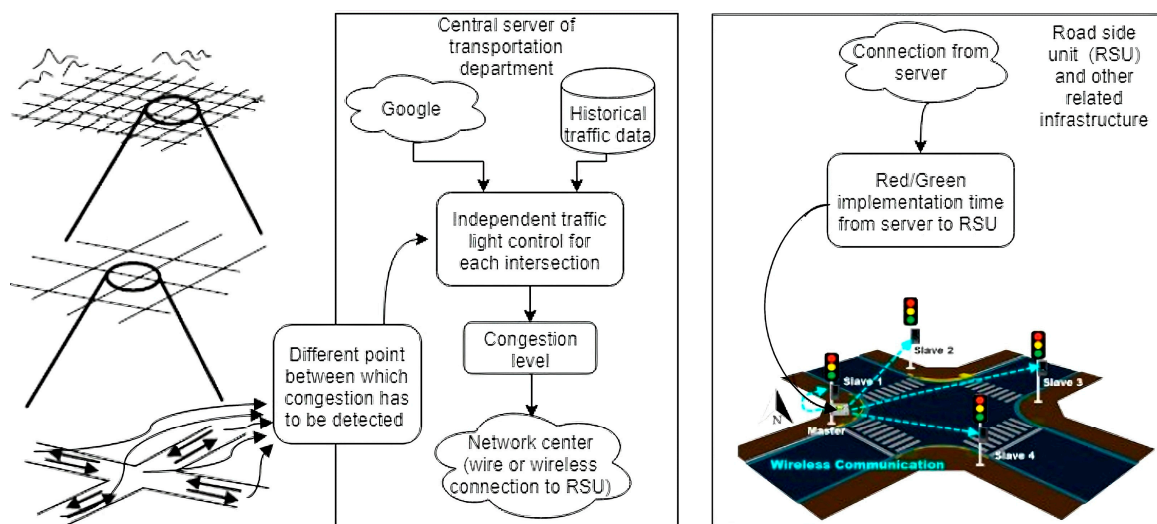 Central server of
transportation
department
Google
Historical
traffic data
Independent traffic
light control for
each intersection
Congestion
level
Network center
(wire or wireless
connection to RSU)
Different point
between which
congestion has
to be detected
Connection from
server
Road side
unit (RSU)
and other
related
infrastructure
Red/Green
implementation time
from server to RSU
Slave 2
Slave 1
Slave 3
N
Master
Slave 4
Wireless Communication